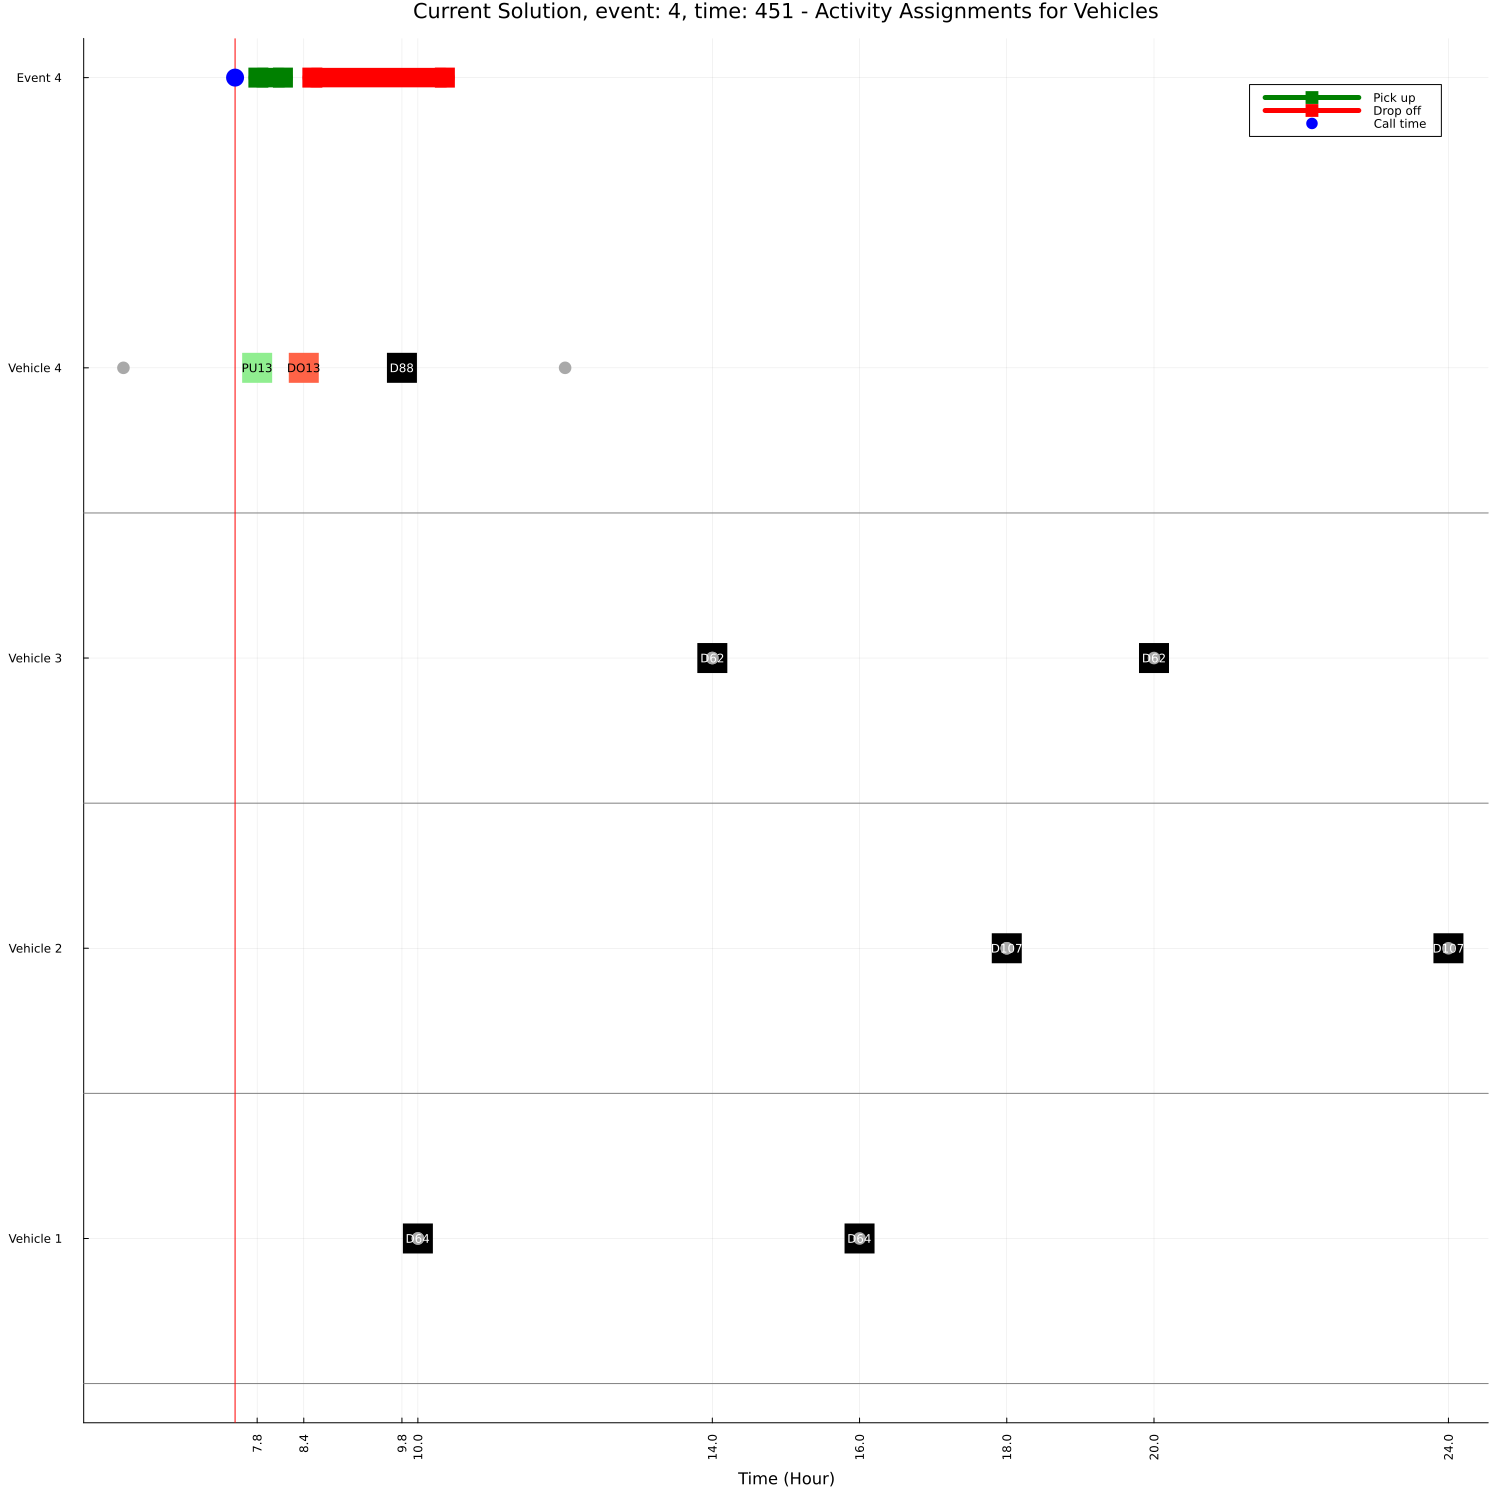 Current Solution, event: 4, time: 451 - Activity Assignments for Vehicles
Event 4
Pick up
Drop off
Call time
Vehicle 4
PU13
DO13
D88
Vehicle 3
D62
D62
Vehicle 2
D107
D107
Vehicle 1
D64
D64
7.8
8.4
9.8
10.0
14.0
16.0
18.0
20.0
24.0
Time (Hour)